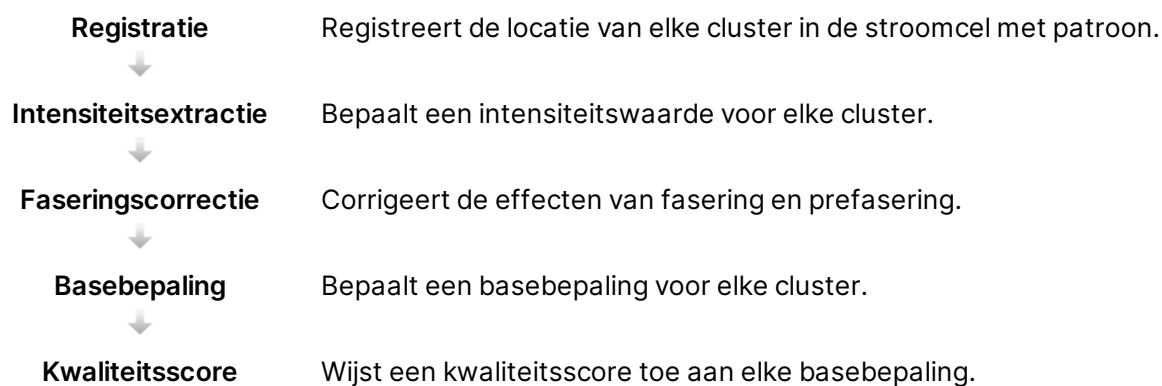 Registratie Registreert de locatie van elke cluster in de stroomcel met patroon.
Intensiteitsextractie Bepaalt een intensiteitswaarde voor elke cluster.
Faseringscorrectie Corrigeert de effecten van fasering en prefasering.
Basebepaling Bepaalt een basebepaling voor elke cluster.
Kwaliteitsscore Wijst een kwaliteitsscore toe aan elke basebepaling.